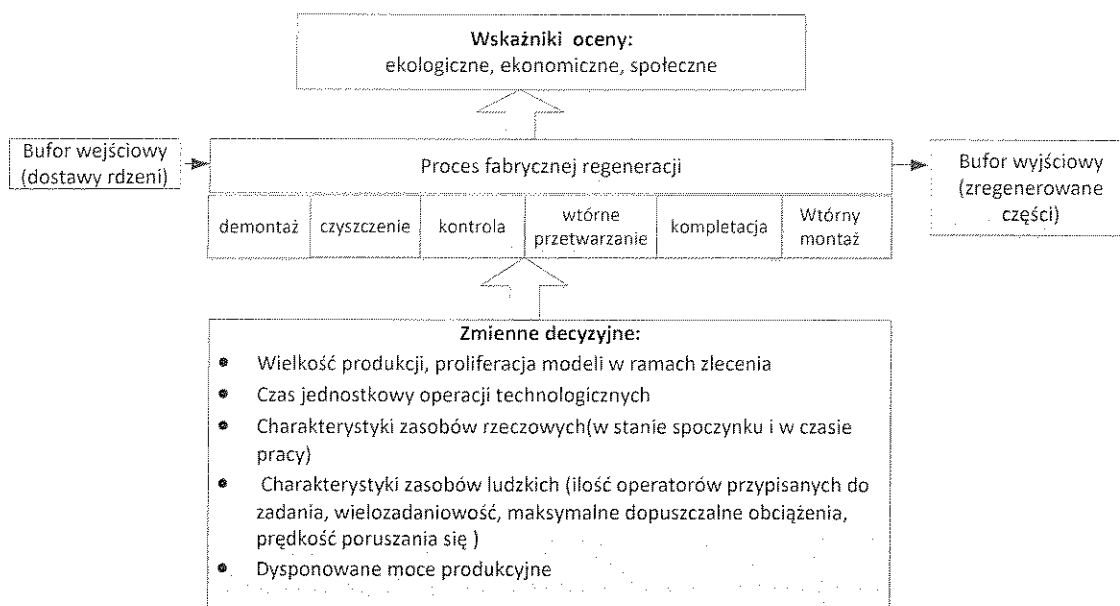 Wskaźniki oceny:
ekologiczne, ekonomiczne, społeczne
Bufor wejściowy
(dostawy rdzeni)
Proces fabrycznej regeneracji
Bufor wyjściowy
(zregenerowane
części)
demontaż
czyszczenie
kontrola
wtórne
przetwarzanie
kompletacja
Wtórny
montaż
Zmienne decyzyjne:
• Wielkość produkcji, proliferacja modeli w ramach zlecenia
• Czas jednostkowy operacji technologicznych
• Charakterystyki zasobów rzeczowych(w stanie spoczynku i w czasie
pracy)
• Charakterystyki zasobów ludzkich (ilość operatorów przypisanych do
zadania, wielozadaniowość, maksymalne dopuszczalne obciążenia,
prędkość poruszania się )
• Dysponowane moce produkcyjne